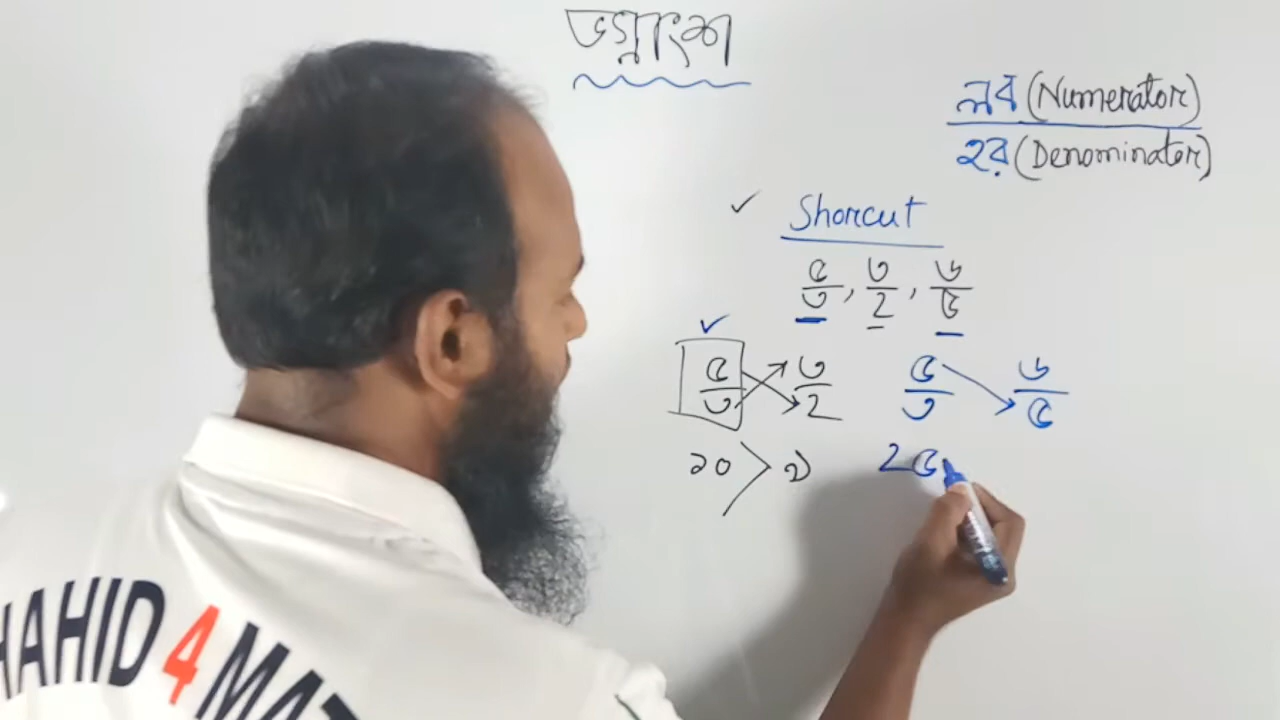 ভগ্নাংশ
লব (Numerator)
হর (Denominator)
✓ Shorcut
৫/৩, ৩/২, ৬/৫
✓
৫/৩ ৩/২ ৫/৩ ৬/৫
১০ > ৯ ২৫
HAHID 4 MAT